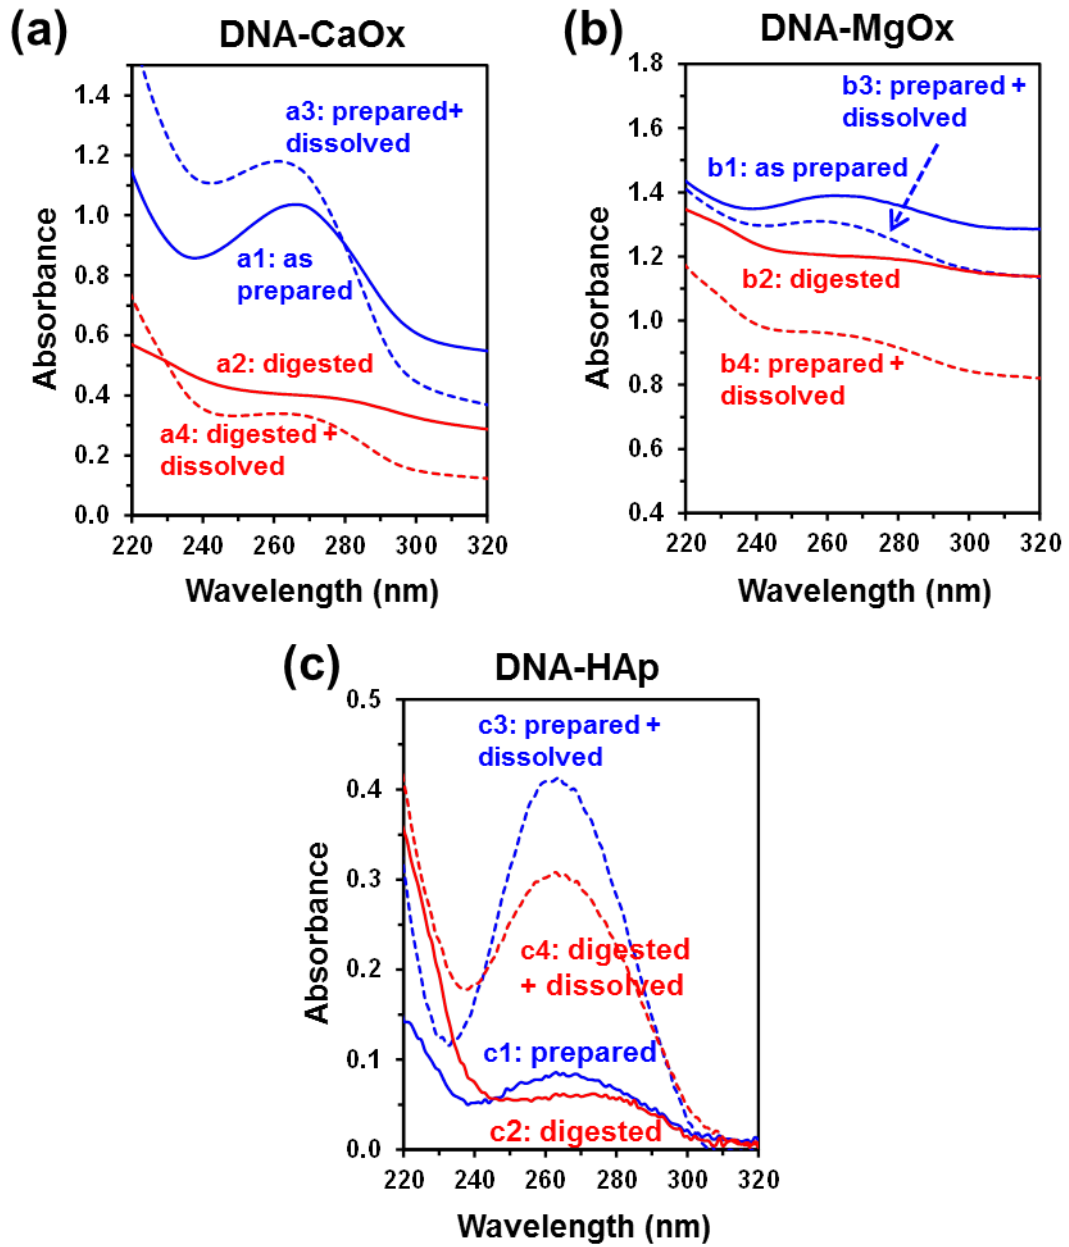 (a)
DNA-CaOx
1.4
1.2
1.0
0.8
0.6
0.4
0.2
0.0
Absorbance
a3: prepared+
dissolved
a1: as
prepared
a2: digested
a4: digested +
dissolved
220 240 260 280 300 320
Wavelength (nm)
(b)
DNA-MgOx
1.8
1.6
1.4
1.2
1.0
0.8
0.6
0.4
Absorbance
b3: prepared +
dissolved
b1: as prepared
b2: digested
b4: prepared +
dissolved
220 240 260 280 300 320
Wavelength (nm)
(c)
DNA-HAp
0.5
0.4
0.3
0.2
0.1
0.0
Absorbance
c3: prepared +
dissolved
c4: digested
+ dissolved
c1: prepared
c2: digested
220 240 260 280 300 320
Wavelength (nm)